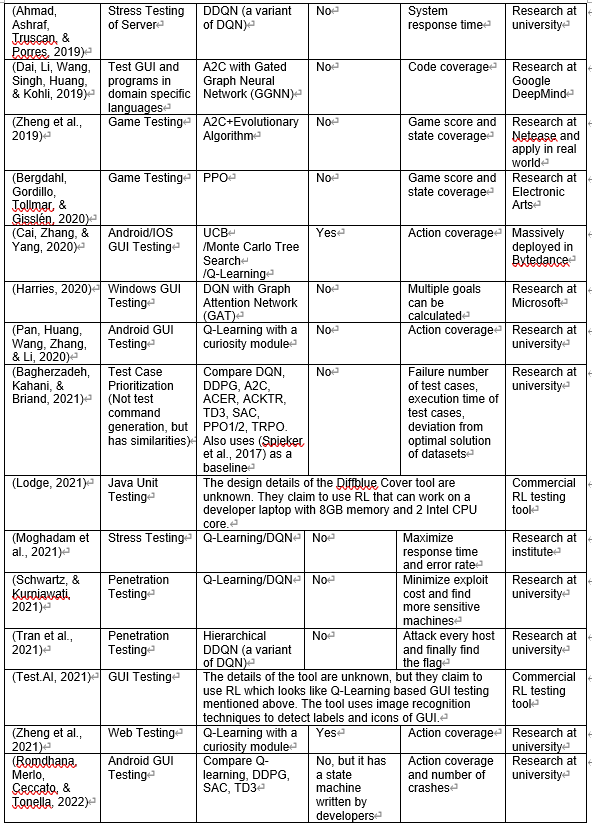 (Ahmad, Ashraf, Truscan, & Porres, 2019)
Stress Testing of Server
DDQN (a variant of DQN)
No
System response time
Research at university
(Dai, Li, Wang, Singh, Huang, & Kohli, 2019)
Test GUI and programs in domain specific languages
A2C with Gated Graph Neural Network (GGNN)
No
Code coverage
Research at Google DeepMind
(Zheng et al., 2019)
Game Testing
A2C+Evolutionary Algorithm
No
Game score and state coverage
Research at Netease and apply in real world
(Bergdahl, Gordillo, Tollmar, & Gisslén, 2020)
Game Testing
PPO
No
Game score and state coverage
Research at Electronic Arts
(Cai, Zhang, & Yang, 2020)
Android/IOS GUI Testing
UCB
/Monte Carlo Tree Search
/Q-Learning
Yes
Action coverage
Massively deployed in Bytedance
(Harries, 2020)
Windows GUI Testing
DQN with Graph Attention Network (GAT)
No
Multiple goals can be calculated
Research at Microsoft
(Pan, Huang, Wang, Zhang, & Li, 2020)
Android GUI Testing
Q-Learning with a curiosity module
No
Action coverage
Research at university
(Bagherzadeh, Kahani, & Briand, 2021)
Test Case Prioritization (Not test command generation, but has similarities)
Compare DQN, DDPG, A2C, ACER, ACKTR, TD3, SAC, PPO1/2, TRPO. Also uses (Spieker et al., 2017) as a baseline
No
Failure number of test cases, execution time of test cases, deviation from optimal solution of datasets
Research at university
(Lodge, 2021)
Java Unit Testing
The design details of the Diffblue Cover tool are unknown. They claim to use RL that can work on a developer laptop with 8GB memory and 2 Intel CPU core.
Commercial RL testing tool
(Moghadam et al., 2021)
Stress Testing
Q-Learning/DQN
No
Maximize response time and error rate
Research at institute
(Schwartz, & Kurniawati, 2021)
Penetration Testing
Q-Learning/DQN
No
Minimize exploit cost and find more sensitive machines
Research at university
(Tran et al., 2021)
Penetration Testing
Hierarchical DDQN (a variant of DQN)
No
Attack every host and finally find the flag
Research at university
(Test.AI, 2021)
GUI Testing
The details of the tool are unknown, but they claim to use RL which looks like Q-Learning based GUI testing mentioned above. The tool uses image recognition techniques to detect labels and icons of GUI.
Commercial RL testing tool
(Zheng et al., 2021)
Web Testing
Q-Learning with a curiosity module
Yes
Action coverage
Research at university
(Romdhana, Merlo, Ceccato, & Tonella, 2022)
Android GUI Testing
Compare Q-learning, DDPG, SAC, TD3
No, but it has a state machine written by developers
Action coverage and number of crashes
Research at university